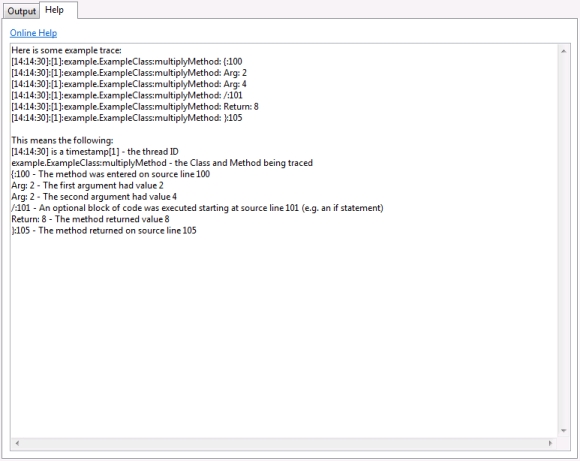 Output Help
Online Help
Here is some example trace:
[14:14:30]:[1]:example.ExampleClass:multiplyMethod: {:100
[14:14:30]:[1]:example.ExampleClass:multiplyMethod: Arg: 2
[14:14:30]:[1]:example.ExampleClass:multiplyMethod: Arg: 4
[14:14:30]:[1]:example.ExampleClass:multiplyMethod: /:101
[14:14:30]:[1]:example.ExampleClass:multiplyMethod: Return: 8
[14:14:30]:[1]:example.ExampleClass:multiplyMethod: }:105
This means the following:
[14:14:30] is a timestamp[1] - the thread ID
example.ExampleClass:multiplyMethod - the Class and Method being traced
{:100 - The method was entered on source line 100
Arg: 2 - The first argument had value 2
Arg: 2 - The second argument had value 4
/:101 - An optional block of code was executed starting at source line 101 (e.g. an if statement)
Return: 8 - The method returned value 8
}:105 - The method returned on source line 105